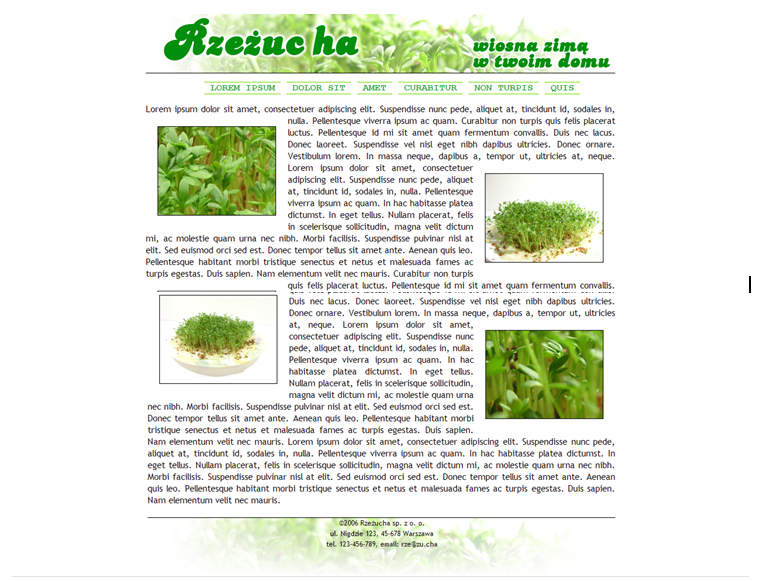 Rzeżucha
wiosna zimą
w twoim domu
LOREM IPSUM DOLOR SIT AMET CURABITUR NON TURPIS QUIS
Lorem ipsum dolor sit amet, consectetuer adipiscing elit. Suspendisse nunc pede, aliquet at, tincidunt id, sodales in,
nulla. Pellentesque viverra ipsum ac quam. Curabitur non turpis quis felis placerat
luctus. Pellentesque id mi sit amet quam fermentum convallis. Duis nec lacus.
Donec laoreet. Suspendisse vel nisl eget nibh dapibus ultricies. Donec ornare.
Vestibulum lorem. In massa neque, dapibus a, tempor ut, ultricies at, neque.
Lorem ipsum dolor sit amet, consectetuer
adipiscing elit. Suspendisse nunc pede, aliquet
at, tincidunt id, sodales in, nulla. Pellentesque
viverra ipsum ac quam. In hac habitasse platea
dictumst. In eget tellus. Nullam placerat, felis
in scelerisque sollicitudin, magna velit dictum
mi, ac molestie quam urna nec nibh. Morbi facilisis. Suspendisse pulvinar nisl at
elit. Sed euismod orci sed est. Donec tempor tellus sit amet ante. Aenean quis leo.
Pellentesque habitant morbi tristique senectus et netus et malesuada fames ac
turpis egestas. Duis sapien. Nam elementum velit nec mauris. Curabitur non turpis
quis felis placerat luctus. Pellentesque id mi sit amet quam fermentum convallis.
Duis nec lacus. Donec laoreet. Suspendisse vel nisl eget nibh dapibus ultricies.
Donec ornare. Vestibulum lorem. In massa neque, dapibus a, tempor ut, ultricies
at, neque. Lorem ipsum dolor sit amet,
consectetuer adipiscing elit. Suspendisse nunc
pede, aliquet at, tincidunt id, sodales in, nulla.
Pellentesque viverra ipsum ac quam. In hac
habitasse platea dictumst. In eget tellus.
Nullam placerat, felis in scelerisque sollicitudin,
magna velit dictum mi, ac molestie quam urna
nec nibh. Morbi facilisis. Suspendisse pulvinar nisl at elit. Sed euismod orci sed est.
Donec tempor tellus sit amet ante. Aenean quis leo. Pellentesque habitant morbi
tristique senectus et netus et malesuada fames ac turpis egestas. Duis sapien.
Nam elementum velit nec mauris. Lorem ipsum dolor sit amet, consectetuer adipiscing elit. Suspendisse nunc pede,
aliquet at, tincidunt id, sodales in, nulla. Pellentesque viverra ipsum ac quam. In hac habitasse platea dictumst. In
eget tellus. Nullam placerat, felis in scelerisque sollicitudin, magna velit dictum mi, ac molestie quam urna nec nibh.
Morbi facilisis. Suspendisse pulvinar nisl at elit. Sed euismod orci sed est. Donec tempor tellus sit amet ante. Aenean
quis leo. Pellentesque habitant morbi tristique senectus et netus et malesuada fames ac turpis egestas. Duis sapien.
Nam elementum velit nec mauris.
©2006 Rzeżucha sp. z o. o.
ul. Nigdzie 123, 45-678 Warszawa
tel. 123-456-789, email: rze@zu.cha